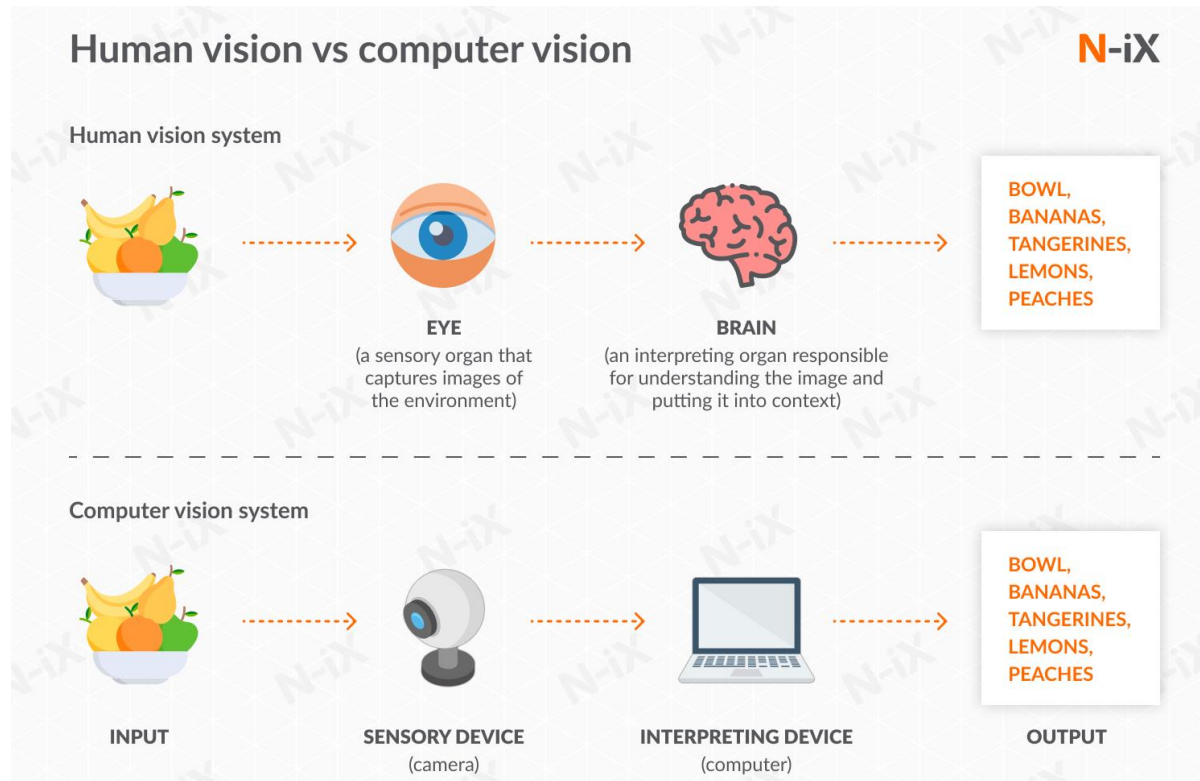 Human vision vs computer vision
N-iX
Human vision system
BOWL,
BANANAS,
TANGERINES,
LEMONS,
PEACHES
EYE
(a sensory organ that
captures images of
the environment)
BRAIN
(an interpreting organ responsible
for understanding the image and
putting it into context)
Computer vision system
BOWL,
BANANAS,
TANGERINES,
LEMONS,
PEACHES
INPUT
SENSORY DEVICE
(camera)
INTERPRETING DEVICE
(computer)
OUTPUT